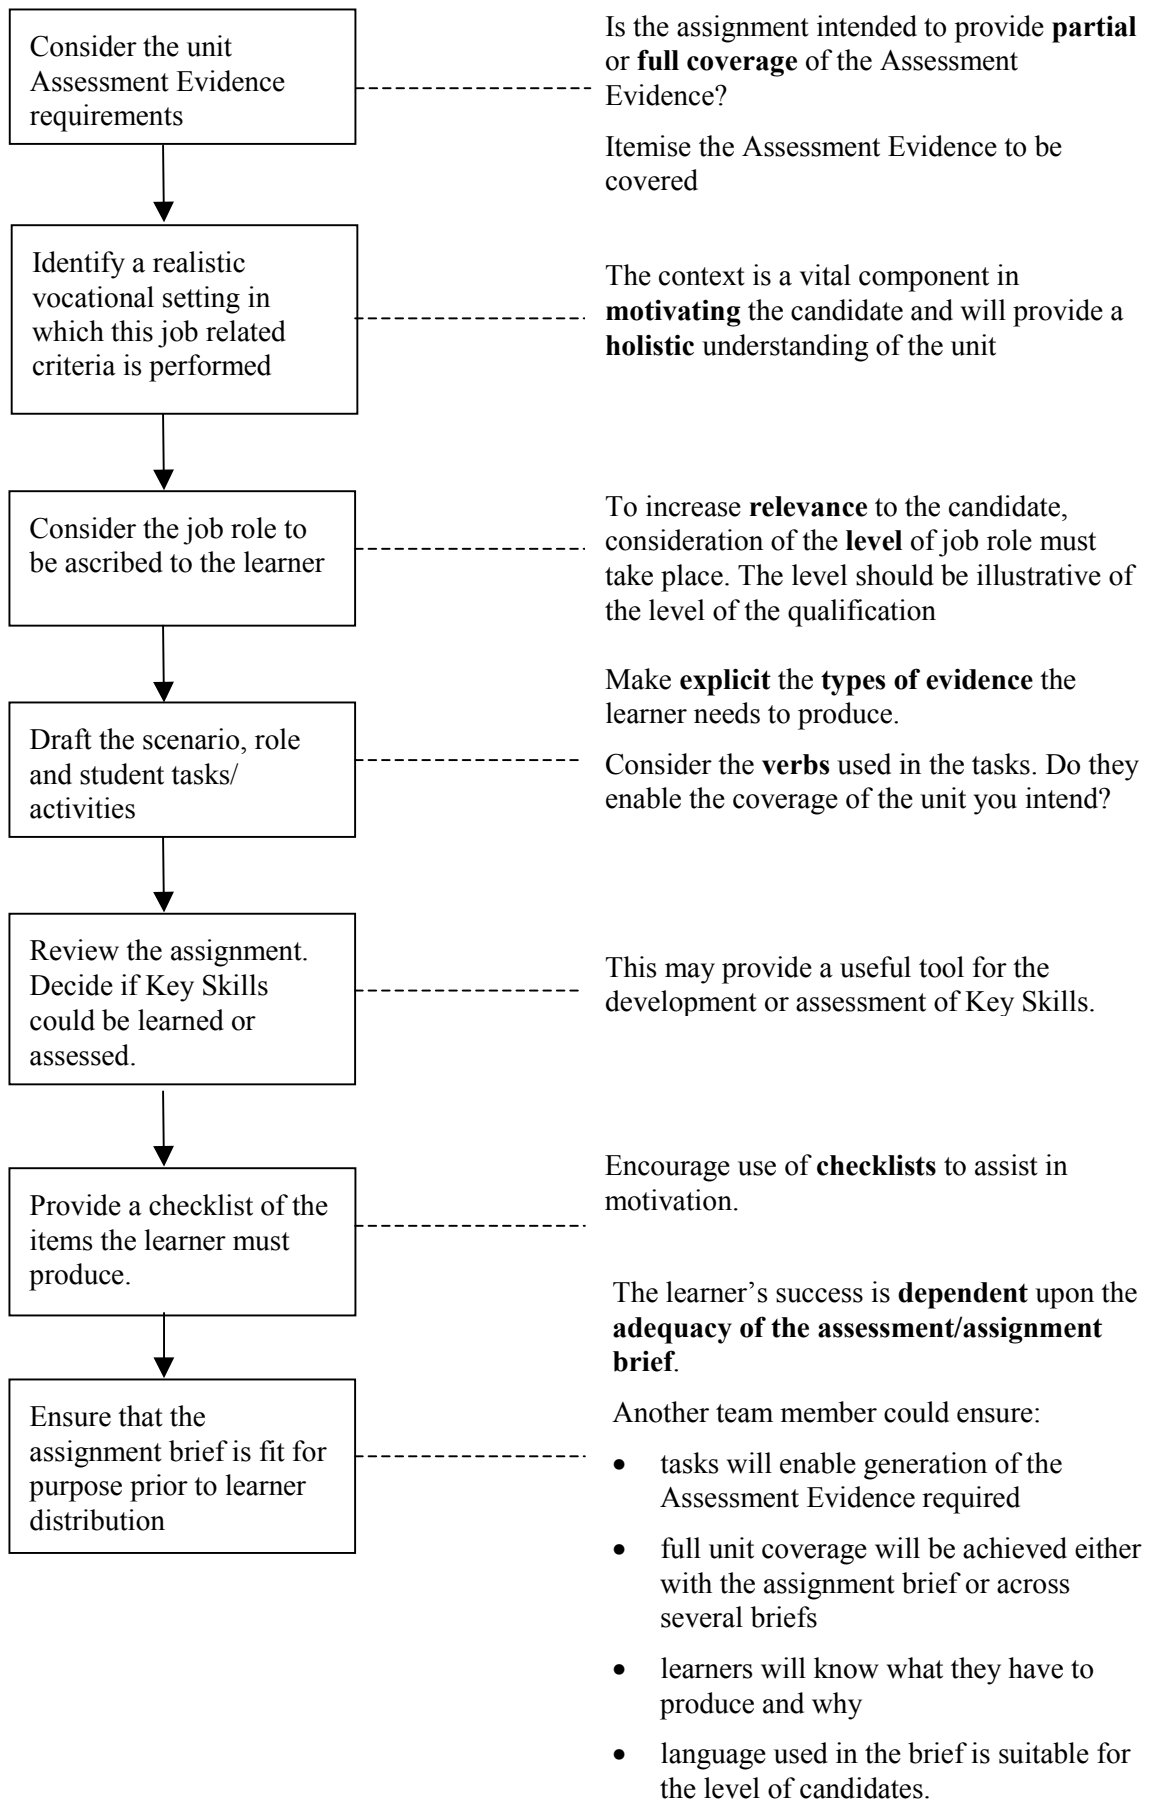 Consider the unit
Assessment Evidence
requirements
Is the assignment intended to provide partial
or full coverage of the Assessment
Evidence?
Itemise the Assessment Evidence to be
covered
Identify a realistic
vocational setting in
which this job related
criteria is performed
The context is a vital component in
motivating the candidate and will provide a
holistic understanding of the unit
Consider the job role to
be ascribed to the learner
To increase relevance to the candidate,
consideration of the level of job role must
take place. The level should be illustrative of
the level of the qualification
Draft the scenario, role
and student tasks/
activities
Make explicit the types of evidence the
learner needs to produce.
Consider the verbs used in the tasks. Do they
enable the coverage of the unit you intend?
Review the assignment.
Decide if Key Skills
could be learned or
assessed.
This may provide a useful tool for the
development or assessment of Key Skills.
Provide a checklist of the
items the learner must
produce.
Encourage use of checklists to assist in
motivation.
Ensure that the
assignment brief is fit for
purpose prior to learner
distribution
The learner’s success is dependent upon the
adequacy of the assessment/assignment
brief.
Another team member could ensure:
• tasks will enable generation of the
Assessment Evidence required
• full unit coverage will be achieved either
with the assignment brief or across
several briefs
• learners will know what they have to
produce and why
• language used in the brief is suitable for
the level of candidates.